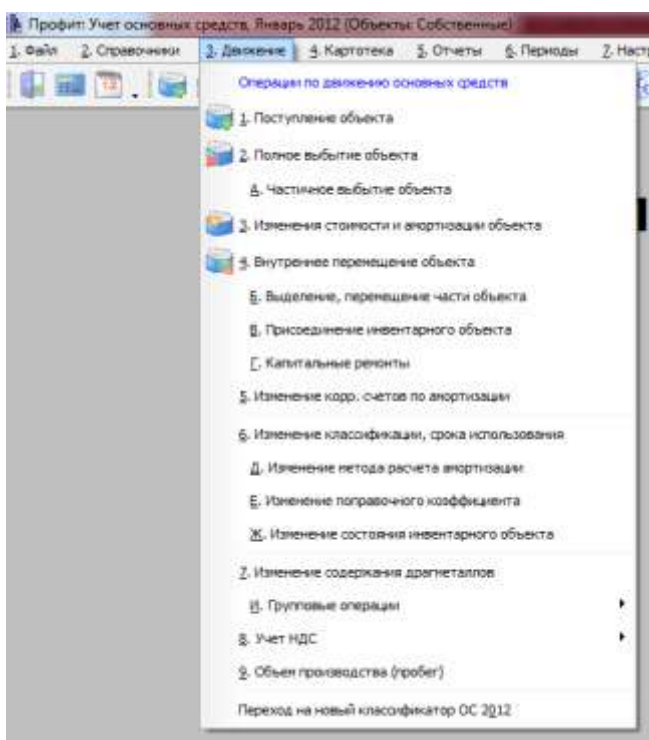 Профит: Учет основных средств, Январь 2012 (Объекты: Собственные)
1. Файл 2. Справочники 3. Движение 4. Картотека 5. Отчеты 6. Периоды 7. Наст
Операции по движению основных средств
1. Поступление объекта
2. Полное выбытие объекта
А. Частичное выбытие объекта
3. Изменения стоимости и амортизации объекта
4. Внутреннее перемещение объекта
Б. Выделение, перемещение части объекта
В. Присоединение инвентарного объекта
Г. Капитальные ремонты
5. Изменение корр. счетов по амортизации
6. Изменение классификации, срока использования
Д. Изменение метода расчета амортизации
Е. Изменение поправочного коэффициента
Ж. Изменение состояния инвентарного объекта
7. Изменение содержания драгметаллов
И. Групповые операции
8. Учет НДС
9. Объем производства (пробег)
Переход на новый классификатор ОС 2012